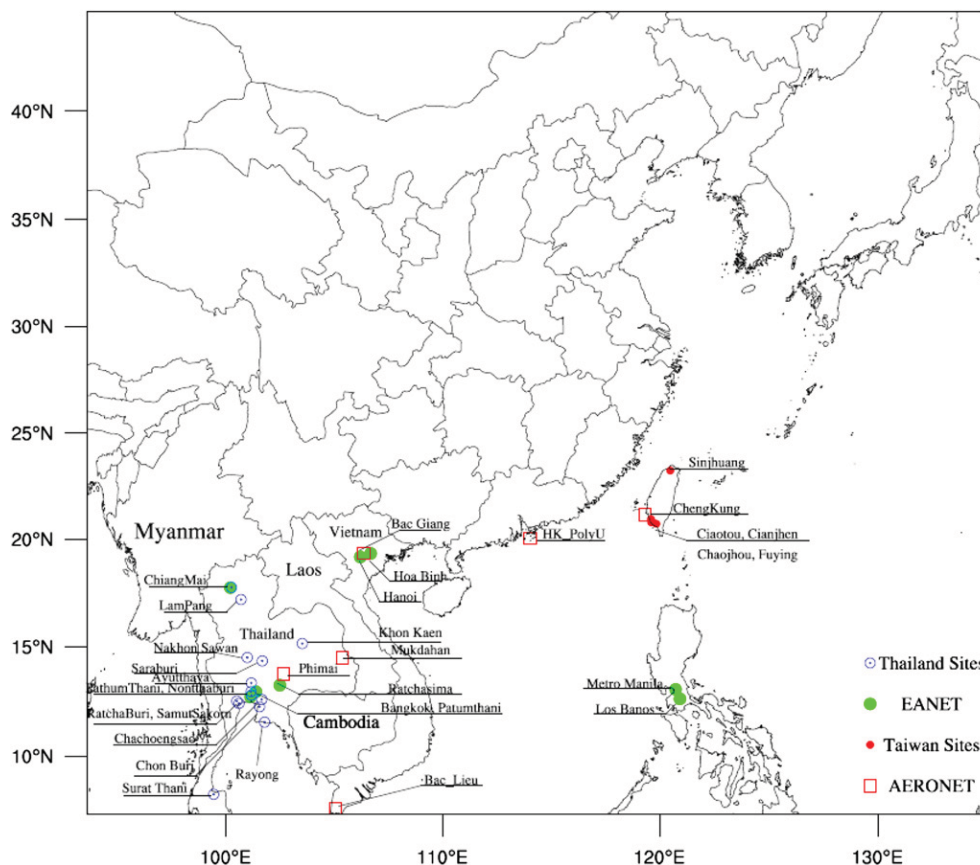 40°N
35°N
30°N
25°N
Sinjhuang
ChengKung
Ciaotou, Cianjhen
Chaojhou, Fuying
20°N
Myanmar
Vietnam
Bac Giang
HK_PolyU
Laos
Hoa Binh
Hanoi
ChiangMai
LamPang
15°N
Thailand
Khon Kaen
Mukdahan
Nakhon Sawan
Saraburi
Phimai
Ayutthaya
PathumThani, Nonthaburi
Ratchasima
RatchaBuri, SamutSakorn
Bangkok, Patumthani
Cambodia
Chachoengsao
Chon Buri
Rayong
Surat Thani
Bac_Lieu
Metro Manila
Los Banos
10°N
Thailand Sites
EANET
Taiwan Sites
AERONET
100°E
110°E
120°E
130°E